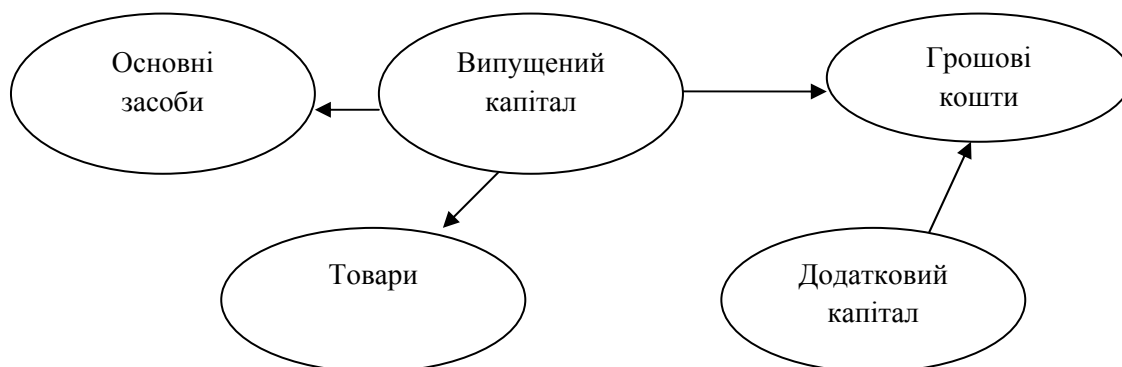 Основні
засоби
Випущений
капітал
Грошові
кошти
Товари
Додатковий
капітал